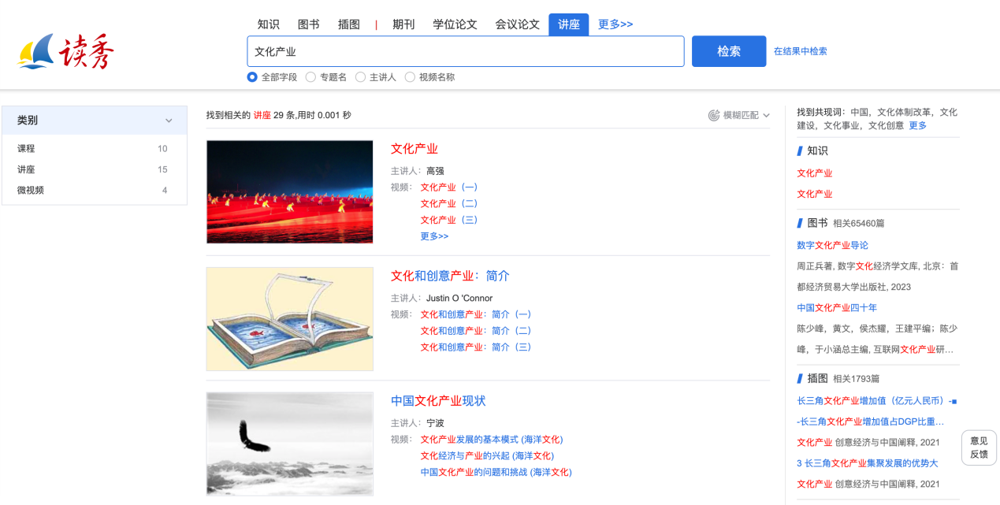 读秀
知识 图书 插图 | 期刊 学位论文 会议论文 讲座 更多>>
文化产业
检索
在结果中检索
全部字段 专题名 主讲人 视频名称
类别
课程 10
讲座 15
微视频 4
找到相关的 讲座 29 条,用时 0.001 秒
模糊匹配
文化产业
主讲人： 高强
视频： 文化产业（一）
文化产业（二）
文化产业（三）
更多>>
文化和创意产业：简介
主讲人： Justin O 'Connor
视频： 文化和创意产业：简介（一）
文化和创意产业：简介（二）
文化和创意产业：简介（三）
中国文化产业现状
主讲人： 宁波
视频： 文化产业发展的基本模式 (海洋文化)
文化经济与产业的兴起 (海洋文化)
中国文化产业的问题和挑战 (海洋文化)
找到共现词：中国，文化体制改革，文化
建设，文化事业，文化创意 更多
知识
文化产业
文化产业
图书 相关65460篇
数字文化产业导论
周正兵著, 数字文化经济学文库, 北京：首
都经济贸易大学出版社, 2023
中国文化产业四十年
陈少峰，黄文，侯杰耀，王建平编；陈少
峰，于小涵总主编, 互联网文化产业研...
插图 相关1793篇
长三角文化产业增加值（亿元人民币）-■
-长三角文化产业增加值占DGP比重...
文化产业 创意经济与中国阐释, 2021
3 长三角文化产业集聚发展的优势大
文化产业 创意经济与中国阐释, 2021
意见
反馈